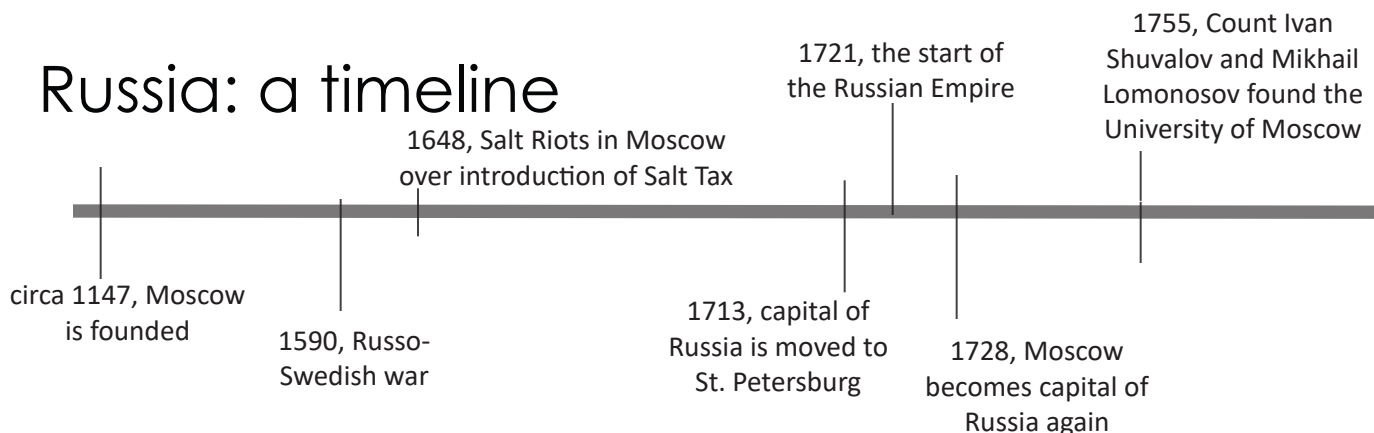 Russia: a timeline
circa 1147, Moscow
is founded
1590, Russo-
Swedish war
1648, Salt Riots in Moscow
over introduction of Salt Tax
1713, capital of
Russia is moved to
St. Petersburg
1721, the start of
the Russian Empire
1728, Moscow
becomes capital of
Russia again
1755, Count Ivan
Shuvalov and Mikhail
Lomonosov found the
University of Moscow